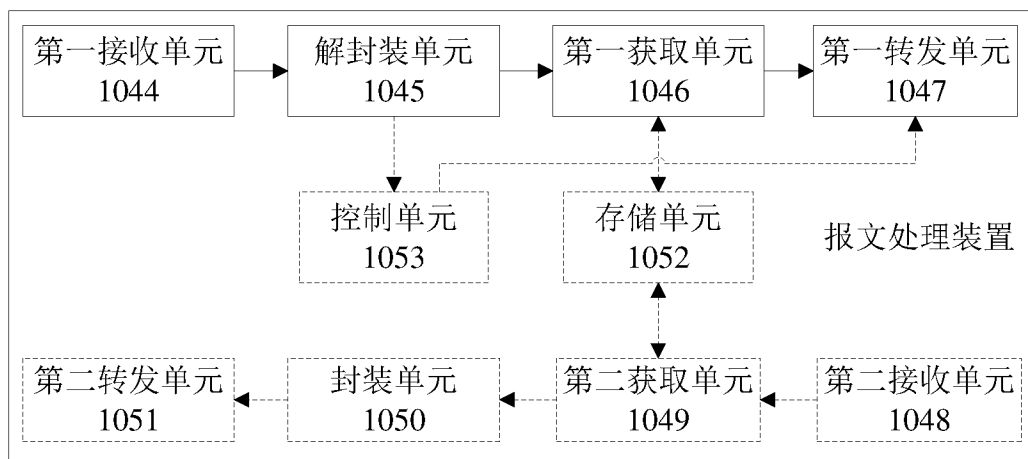 第一接收单元
1044
解封装单元
1045
第一获取单元
1046
第一转发单元
1047
控制单元
1053
存储单元
1052
报文处理装置
第二转发单元
1051
封装单元
1050
第二获取单元
1049
第二接收单元
1048